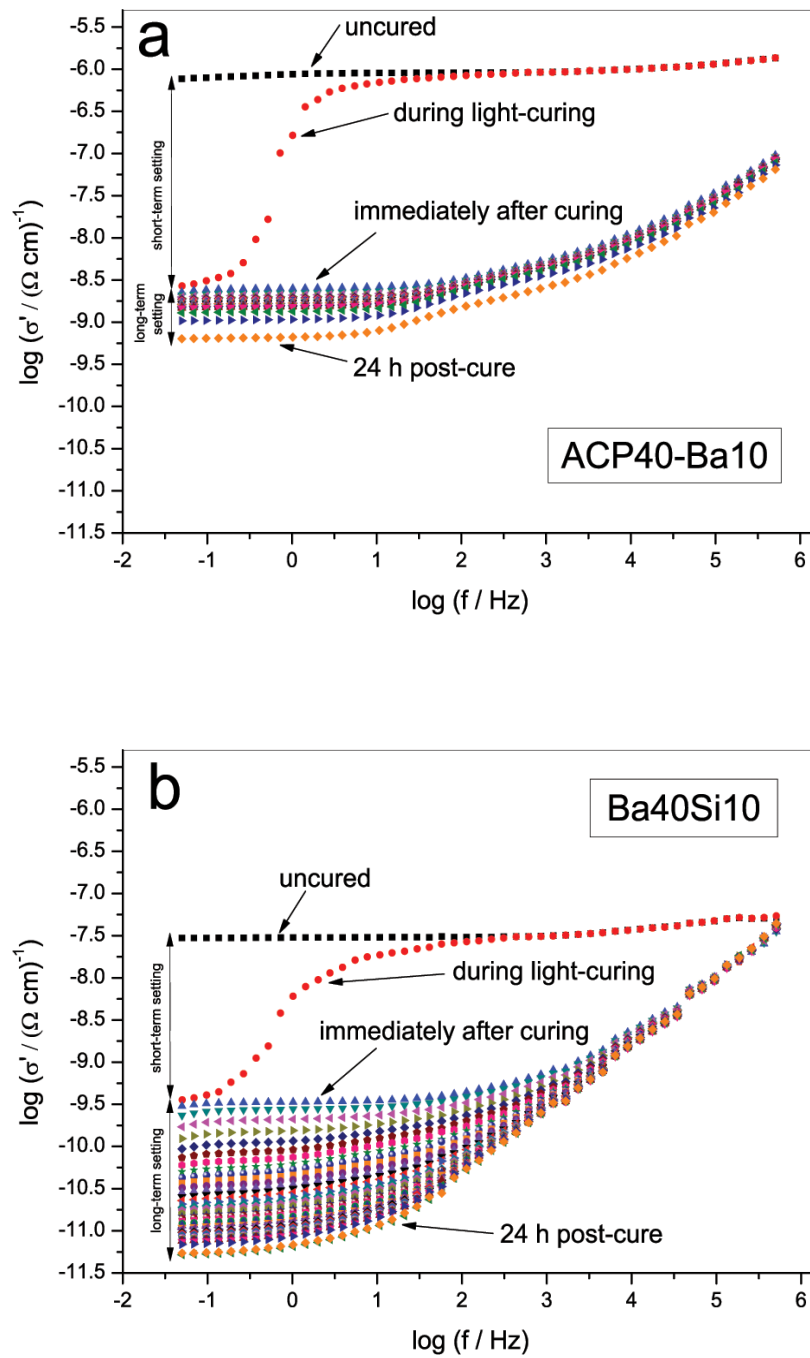 a
uncured
-5.5
-6.0
-6.5
-7.0
-7.5
-8.0
-8.5
-9.0
-9.5
-10.0
-10.5
-11.0
-11.5
log (σ' / (Ω cm)⁻¹)
short-term setting
long-term
setting
during light-curing
immediately after curing
24 h post-cure
ACP40-Ba10
-2 -1 0 1 2 3 4 5 6
log (f / Hz)
b
Ba40Si10
-5.5
-6.0
-6.5
-7.0
-7.5
-8.0
-8.5
-9.0
-9.5
-10.0
-10.5
-11.0
-11.5
log (σ' / (Ω cm)⁻¹)
short-term setting
long-term setting
uncured
during light-curing
immediately after curing
24 h post-cure
-2 -1 0 1 2 3 4 5 6
log (f / Hz)